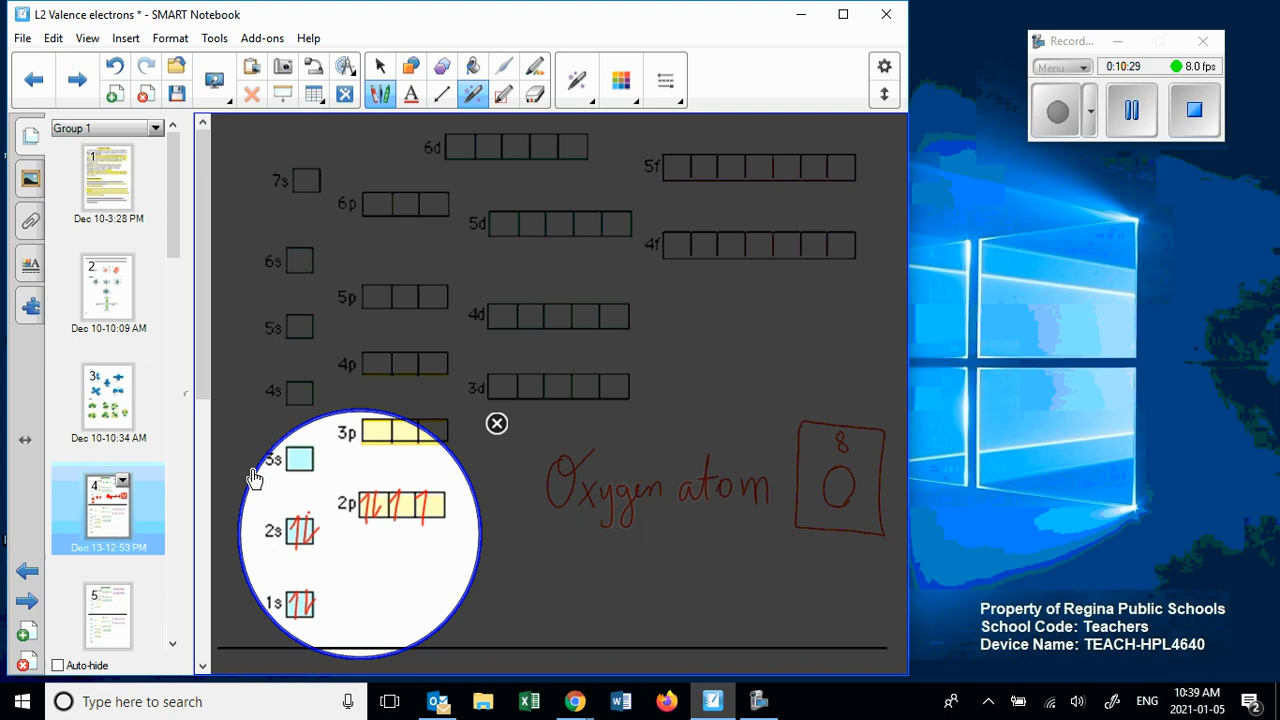 L2 Valence electrons * - SMART Notebook
File Edit View Insert Format Tools Add-ons Help
Group 1
1
Dec 10-3:28 PM
2
Dec 10-10:09 AM
3
Dec 10-10:34 AM
4
Dec 13-12:53 PM
5
Auto-hide
6d
7s
5f
6p
5d
4f
6s
5p
4d
5s
4p
3d
4s
3p
3s
2p
2s
1s
Oxygen atom
8
O
Record...
Menu
0:10:29
8.0 fps
Property of Regina Public Schools
School Code: Teachers
Device Name: TEACH-HPL4640
Type here to search
ENG
10:39 AM
2021-01-05
2